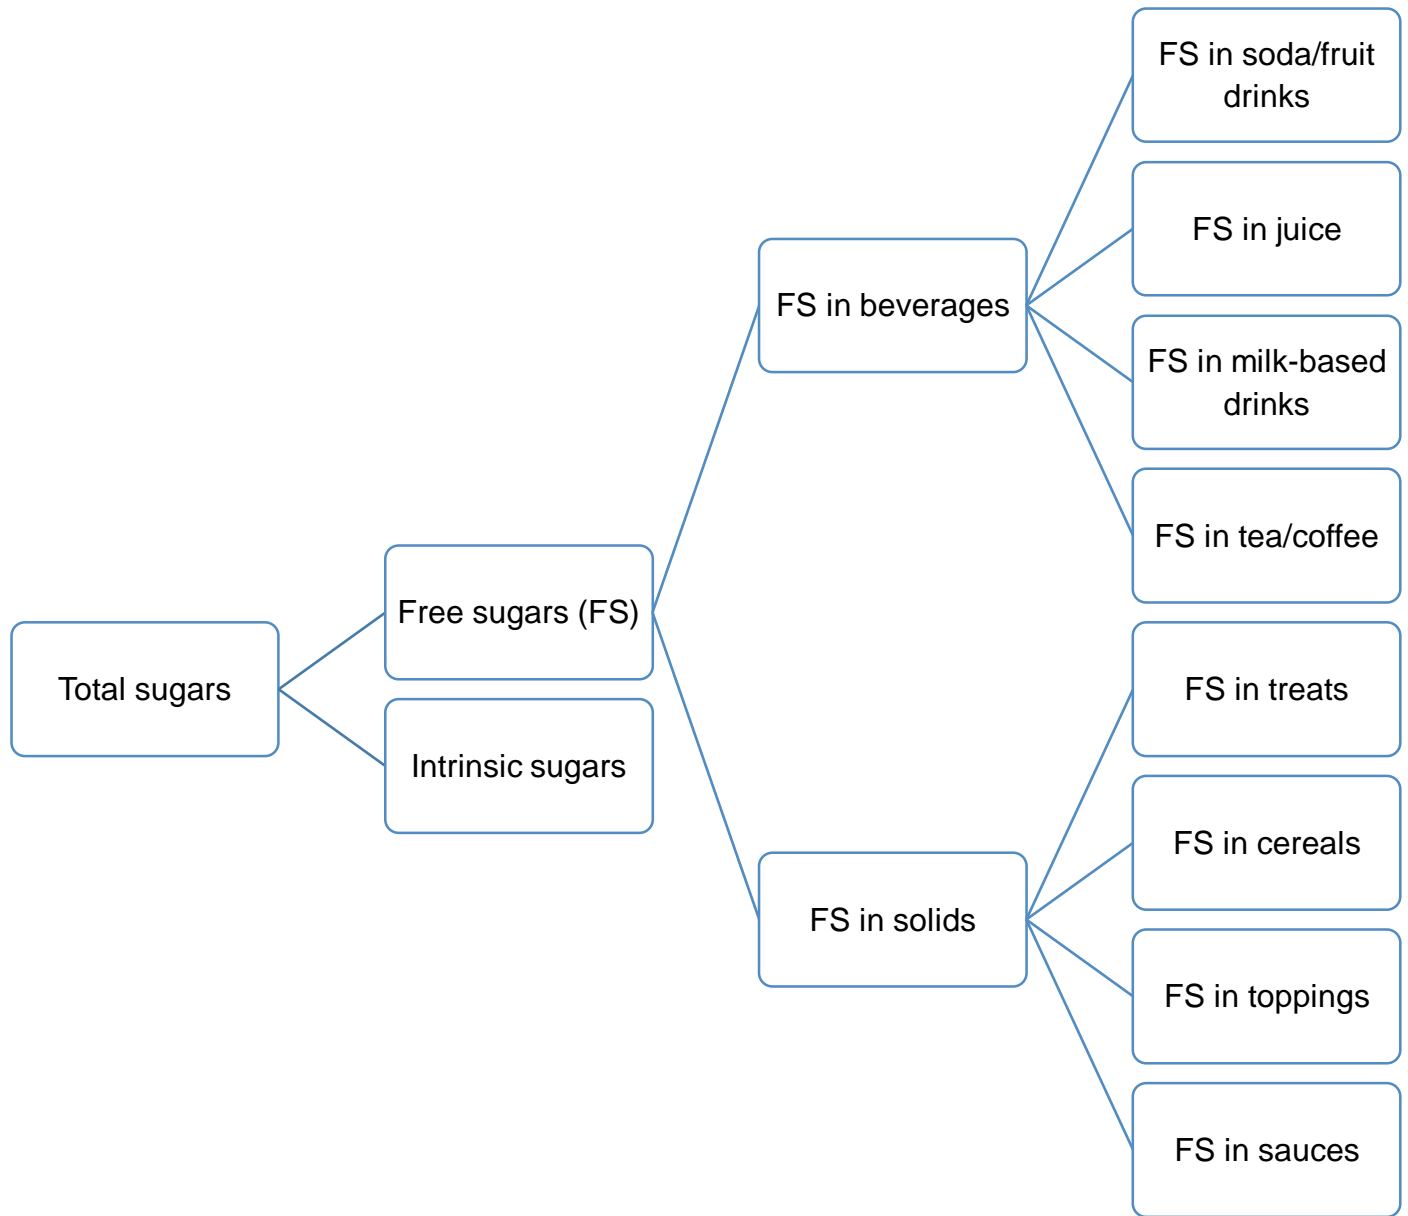 Total sugars
Free sugars (FS)
Intrinsic sugars
FS in beverages
FS in solids
FS in soda/fruit
drinks
FS in juice
FS in milk-based
drinks
FS in tea/coffee
FS in treats
FS in cereals
FS in toppings
FS in sauces